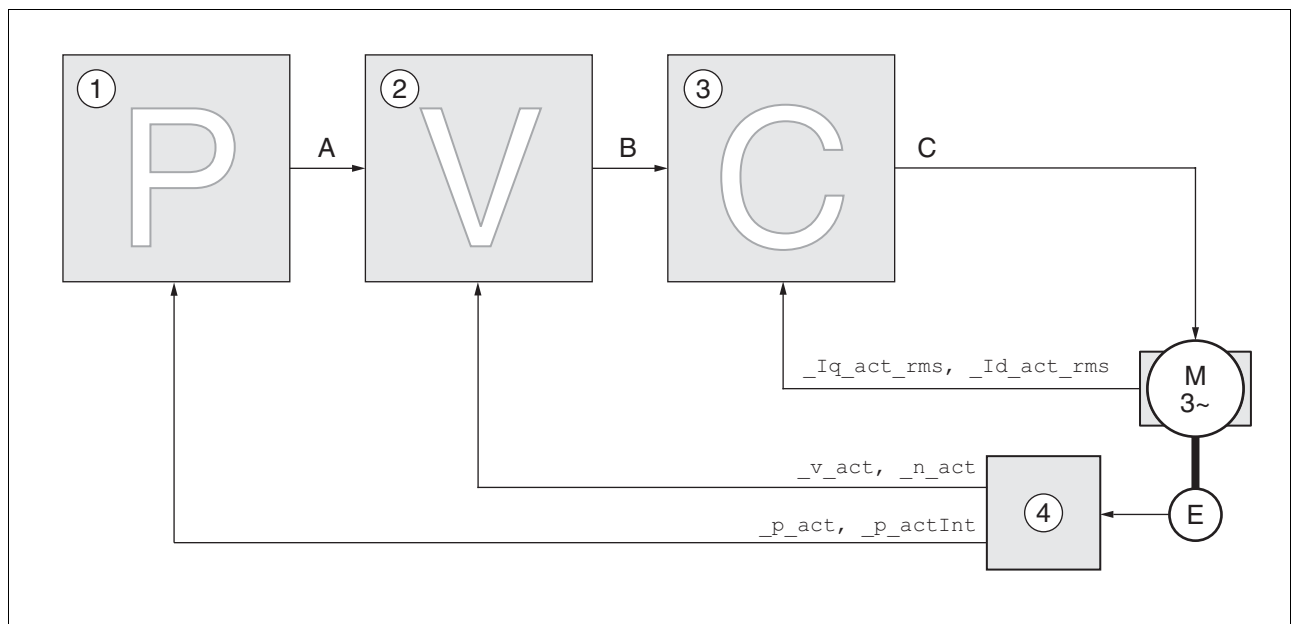 1
P
A
2
V
B
3
C
C
_Iq_act_rms, _Id_act_rms
M
3~
_v_act, _n_act
_p_act, _p_actInt
4
E